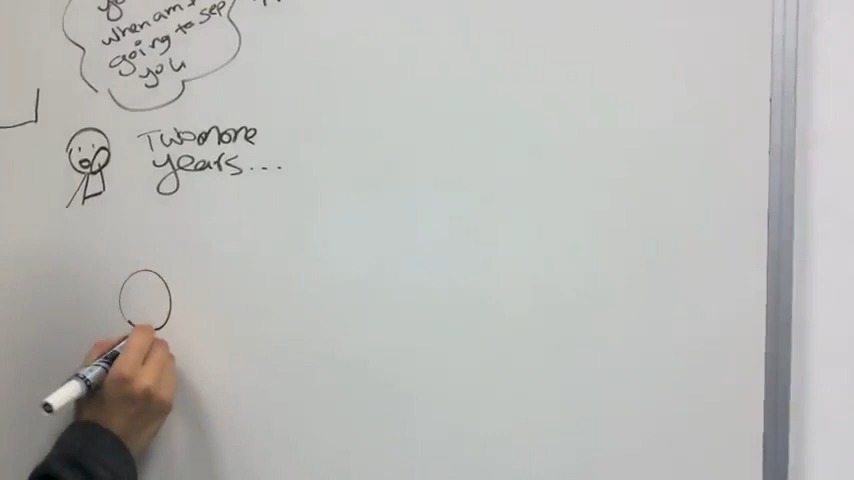 when am I
going to see
you
Two more
years...